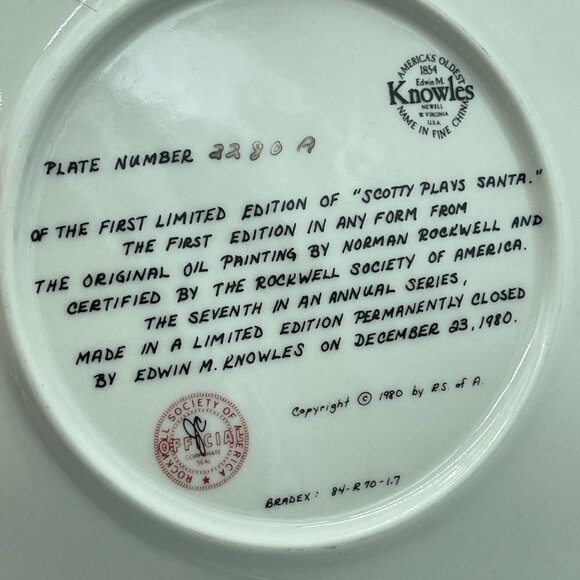 AMERICA'S OLDEST
1854
Edwin M.
Knowles
NEWELL
W. VIRGINIA
U.S.A.
NAME IN FINE CHINA
PLATE NUMBER 2280 A
OF THE FIRST LIMITED EDITION OF "SCOTTY PLAYS SANTA."
THE FIRST EDITION IN ANY FORM FROM
THE ORIGINAL OIL PAINTING BY NORMAN ROCKWELL AND
CERTIFIED BY THE ROCKWELL SOCIETY OF AMERICA.
THE SEVENTH IN AN ANNUAL SERIES,
MADE IN A LIMITED EDITION PERMANENTLY CLOSED
BY EDWIN M. KNOWLES ON DECEMBER 23, 1980.
Copyright © 1980 by R.S. of A.
ROCKWELL SOCIETY OF AMERICA
OFFICIAL
CORPORATE
SEAL
BRADEX: 84-R70-1.7